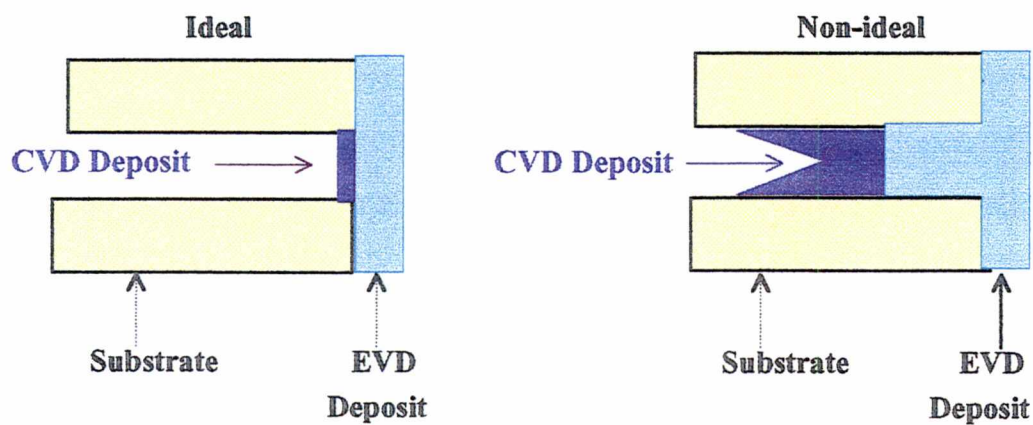 Ideal
Non-ideal
CVD Deposit
CVD Deposit
Substrate
EVD
Deposit
Substrate
EVD
Deposit